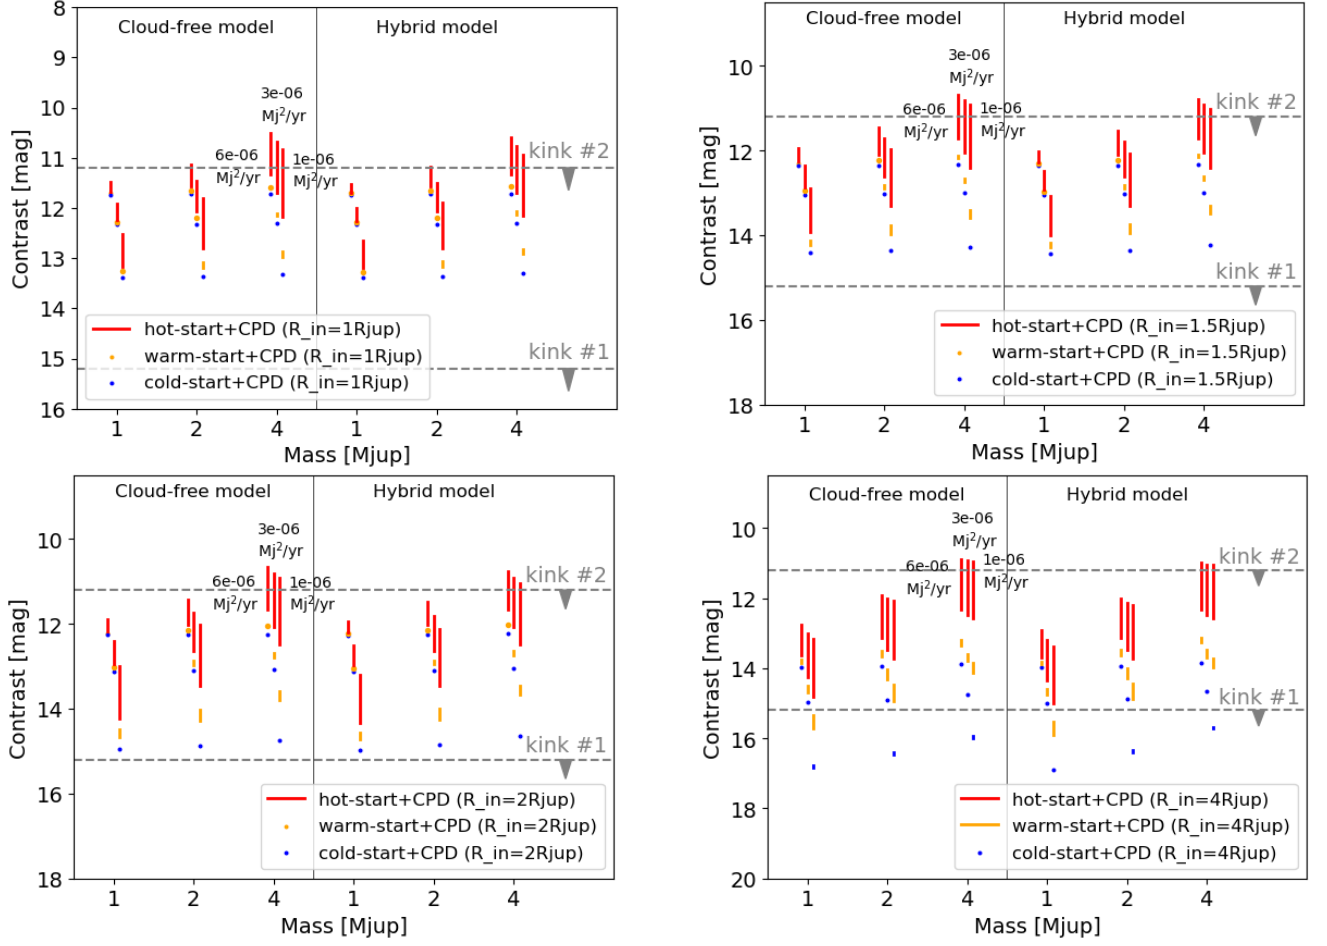 Cloud-free model
Hybrid model
3e-06
Mj²/yr
6e-06
Mj²/yr
1e-06
Mj²/yr
kink #2
kink #1
hot-start+CPD (R_in=1Rjup)
warm-start+CPD (R_in=1Rjup)
cold-start+CPD (R_in=1Rjup)
8
9
10
11
12
13
14
15
16
Contrast [mag]
1
2
4
1
2
4
Mass [Mjup]
Cloud-free model
Hybrid model
3e-06
Mj²/yr
6e-06
Mj²/yr
1e-06
Mj²/yr
kink #2
kink #1
hot-start+CPD (R_in=1.5Rjup)
warm-start+CPD (R_in=1.5Rjup)
cold-start+CPD (R_in=1.5Rjup)
10
12
14
16
18
Contrast [mag]
1
2
4
1
2
4
Mass [Mjup]
Cloud-free model
Hybrid model
3e-06
Mj²/yr
6e-06
Mj²/yr
1e-06
Mj²/yr
kink #2
kink #1
hot-start+CPD (R_in=2Rjup)
warm-start+CPD (R_in=2Rjup)
cold-start+CPD (R_in=2Rjup)
10
12
14
16
18
Contrast [mag]
1
2
4
1
2
4
Mass [Mjup]
Cloud-free model
Hybrid model
3e-06
Mj²/yr
6e-06
Mj²/yr
1e-06
Mj²/yr
kink #2
kink #1
hot-start+CPD (R_in=4Rjup)
warm-start+CPD (R_in=4Rjup)
cold-start+CPD (R_in=4Rjup)
10
12
14
16
18
20
Contrast [mag]
1
2
4
1
2
4
Mass [Mjup]